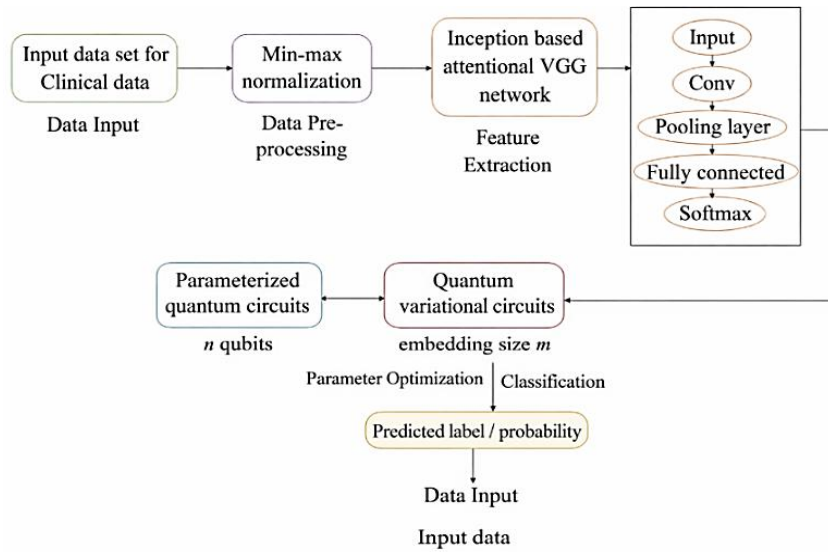 Input data set for
Clinical data
Data Input
Min-max
normalization
Data Pre-
processing
Inception based
attentional VGG
network
Feature
Extraction
Input
Conv
Pooling layer
Fully connected
Softmax
Parameterized
quantum circuits
n qubits
Quantum
variational circuits
embedding size m
Parameter Optimization
Classification
Predicted label / probability
Data Input
Input data